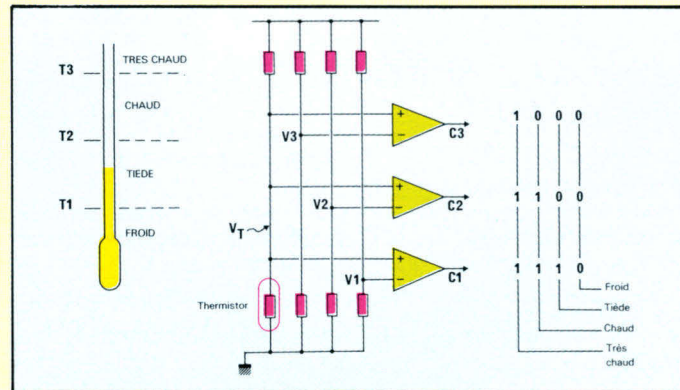 T3
TRES CHAUD
CHAUD
T2
TIEDE
T1
FROID
V_T
Thermistor
V3
V2
V1
+
−
C3
+
−
C2
+
−
C1
1 0 0 0
1 1 0 0
1 1 1 0
Froid
Tiède
Chaud
Très chaud